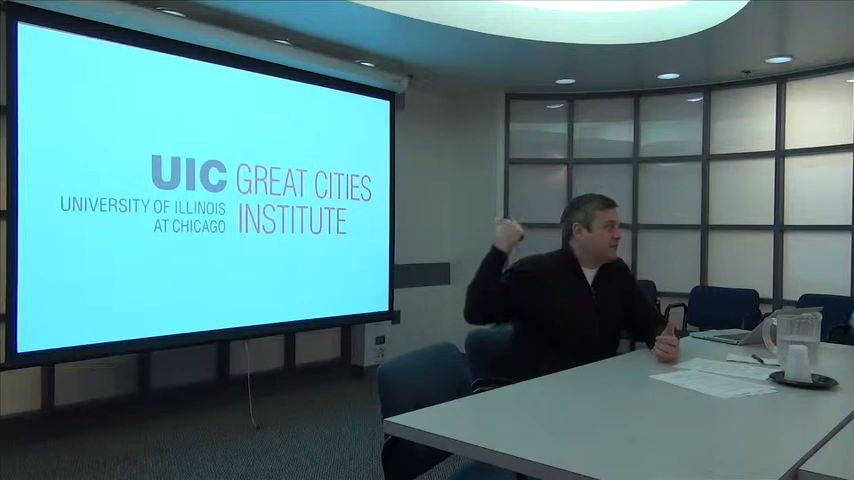 UIC GREAT CITIES
UNIVERSITY OF ILLINOIS INSTITUTE
AT CHICAGO